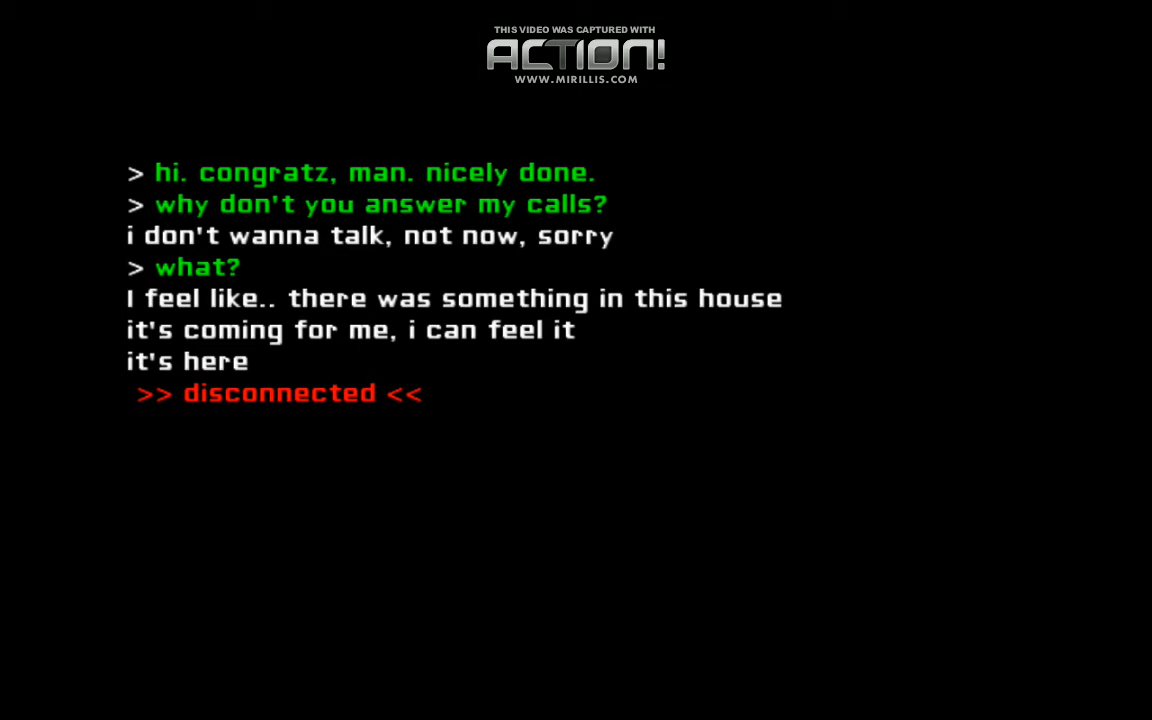 THIS VIDEO WAS CAPTURED WITH
ACTION!
WWW.MIRILLIS.COM
> hi. congratz, man. nicely done.
> why don't you answer my calls?
i don't wanna talk, not now, sorry
> what?
I feel like.. there was something in this house
it's coming for me, i can feel it
it's here
>> disconnected <<